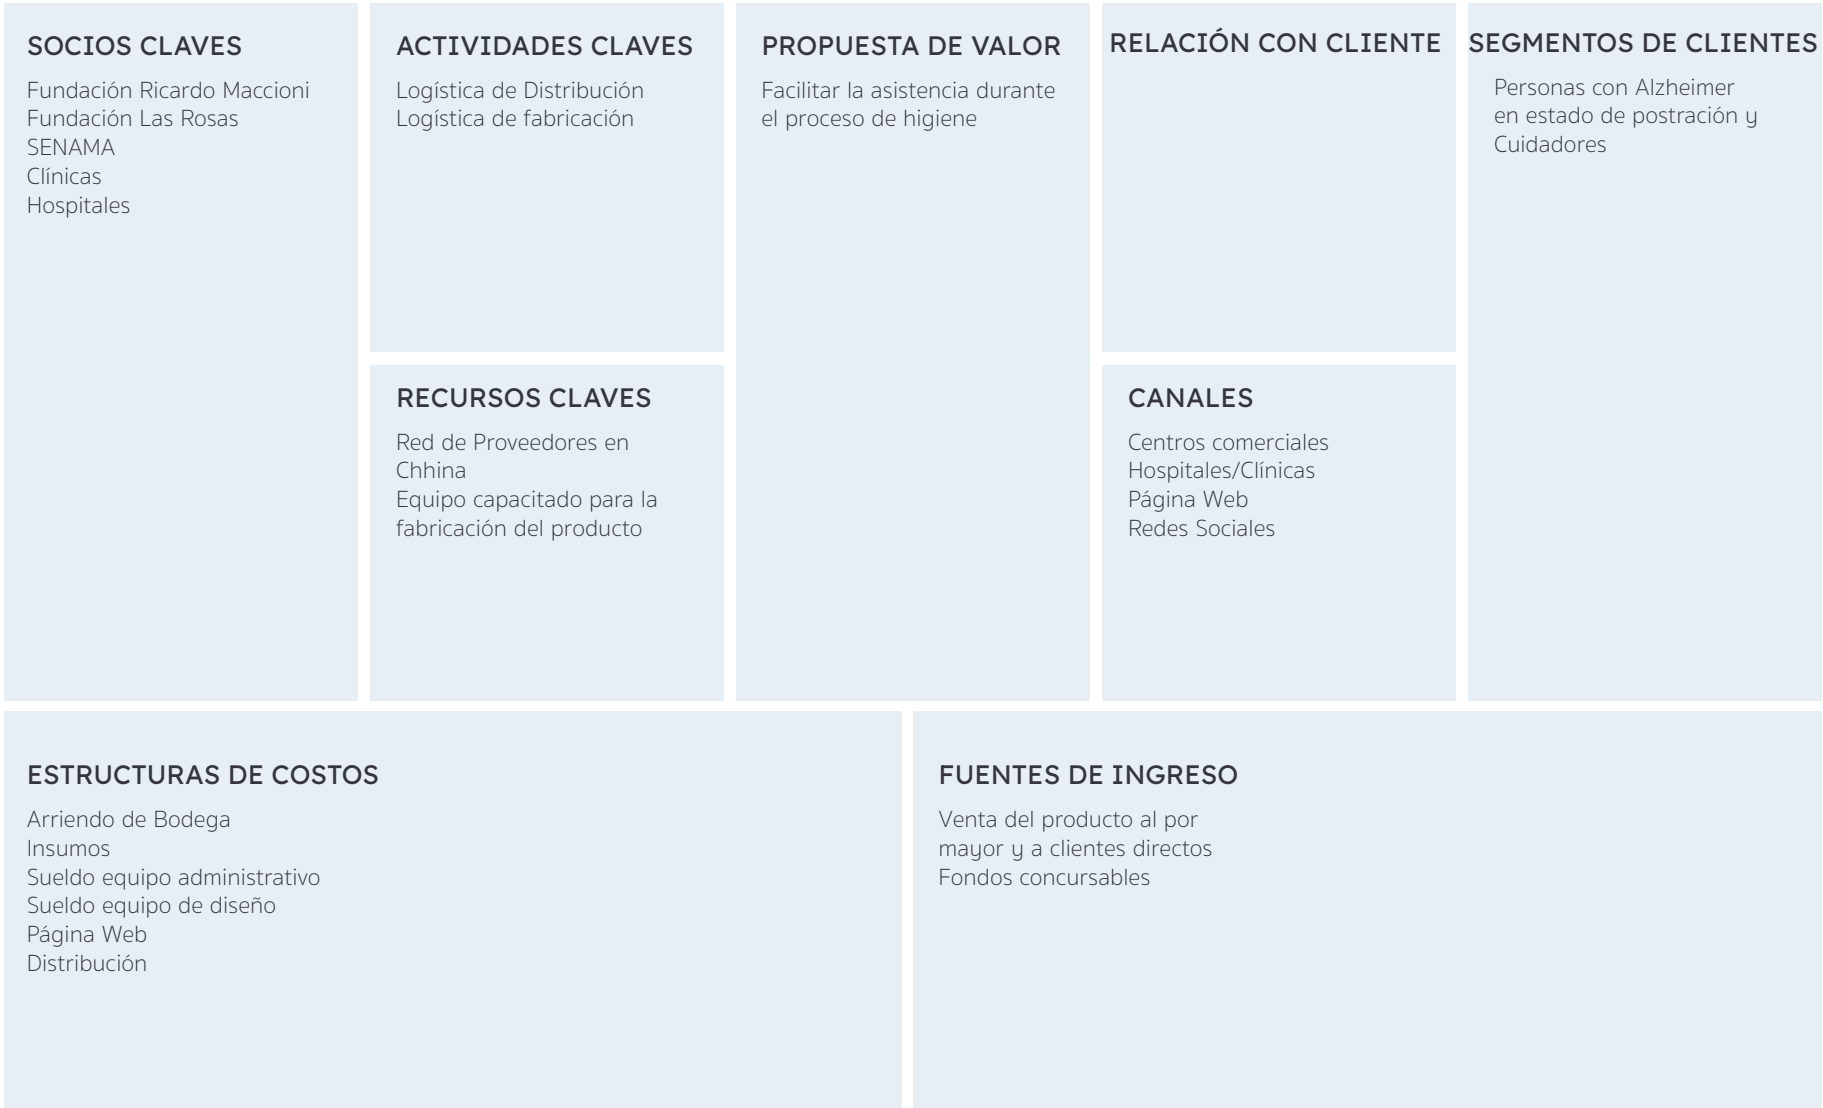 SOCIOS CLAVES
Fundación Ricardo Maccioni
Fundación Las Rosas
SENAMA
Clínicas
Hospitales
ACTIVIDADES CLAVES
Logística de Distribución
Logística de fabricación
RECURSOS CLAVES
Red de Proveedores en
Chhina
Equipo capacitado para la
fabricación del producto
PROPUESTA DE VALOR
Facilitar la asistencia durante
el proceso de higiene
RELACIÓN CON CLIENTE
CANALES
Centros comerciales
Hospitales/Clínicas
Página Web
Redes Sociales
SEGMENTOS DE CLIENTES
Personas con Alzheimer
en estado de postración y
Cuidadores
ESTRUCTURAS DE COSTOS
Arriendo de Bodega
Insumos
Sueldo equipo administrativo
Sueldo equipo de diseño
Página Web
Distribución
FUENTES DE INGRESO
Venta del producto al por
mayor y a clientes directos
Fondos concursables